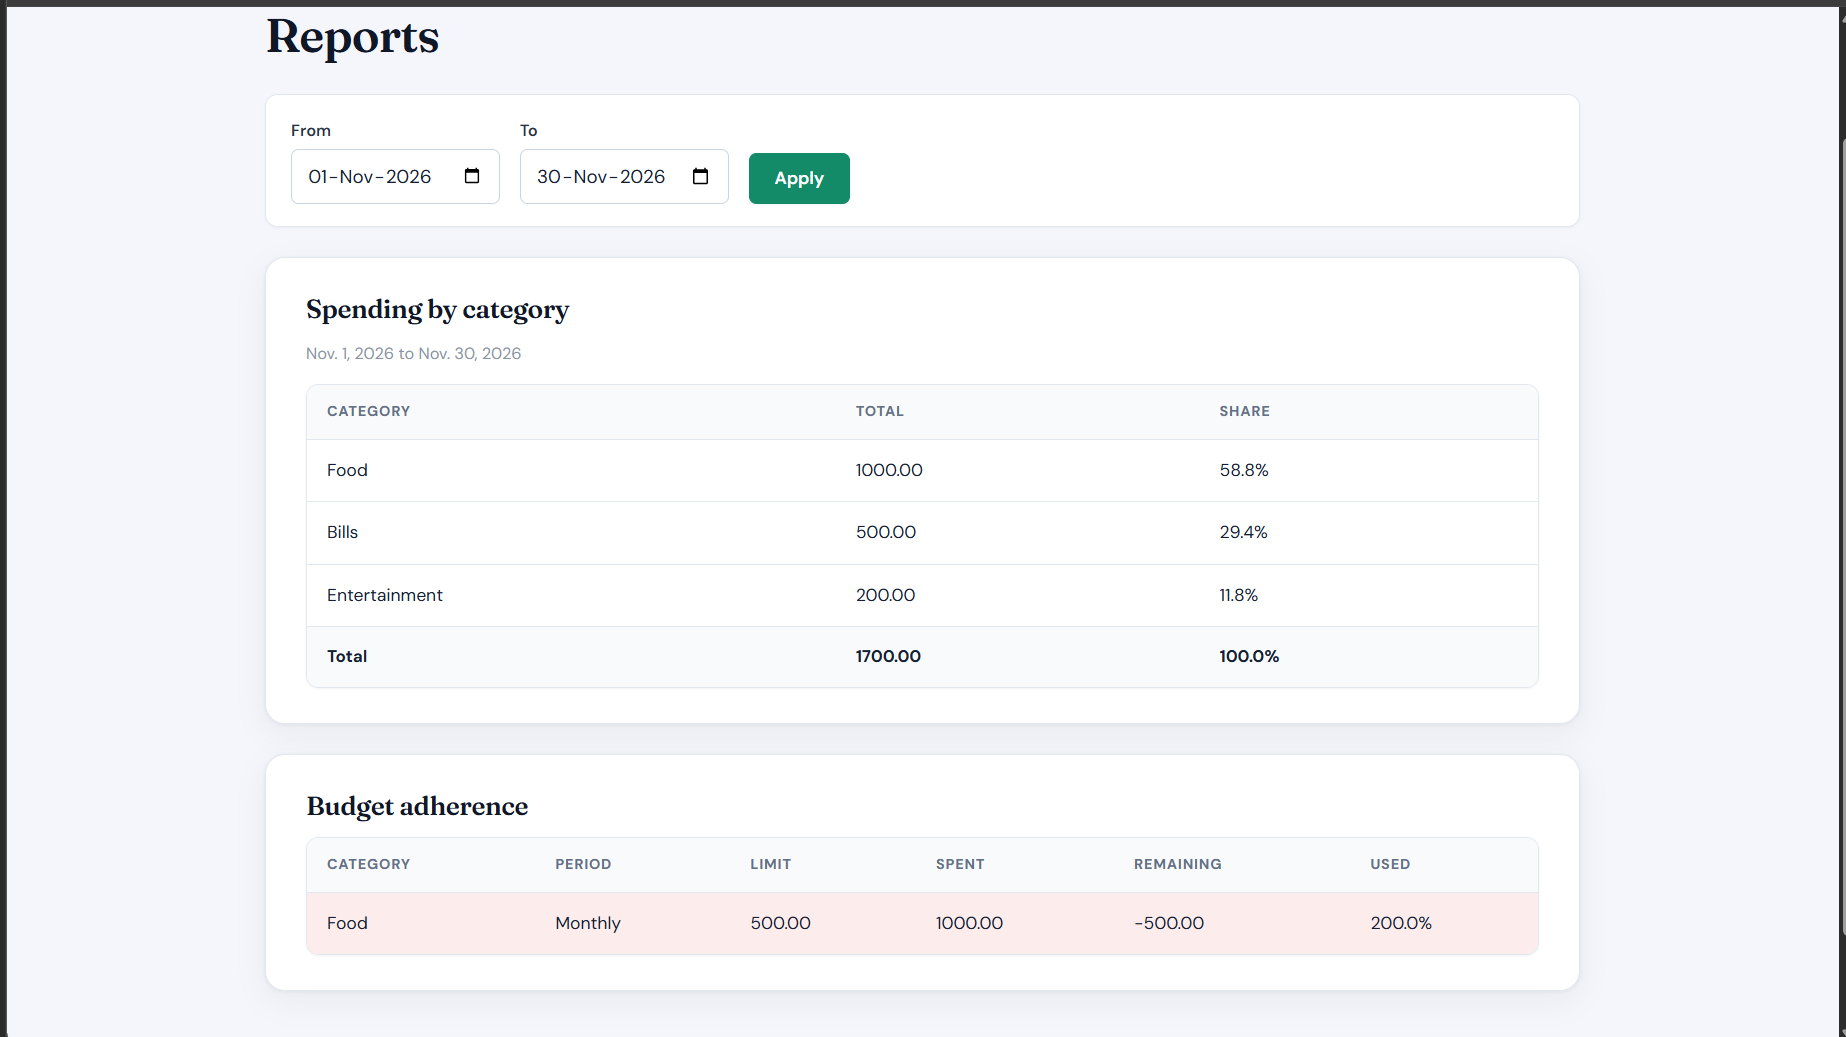 Reports
From To
01-Nov-2026 30-Nov-2026 Apply
Spending by category
Nov. 1, 2026 to Nov. 30, 2026
CATEGORY TOTAL SHARE
Food 1000.00 58.8%
Bills 500.00 29.4%
Entertainment 200.00 11.8%
Total 1700.00 100.0%
Budget adherence
CATEGORY PERIOD LIMIT SPENT REMAINING USED
Food Monthly 500.00 1000.00 -500.00 200.0%